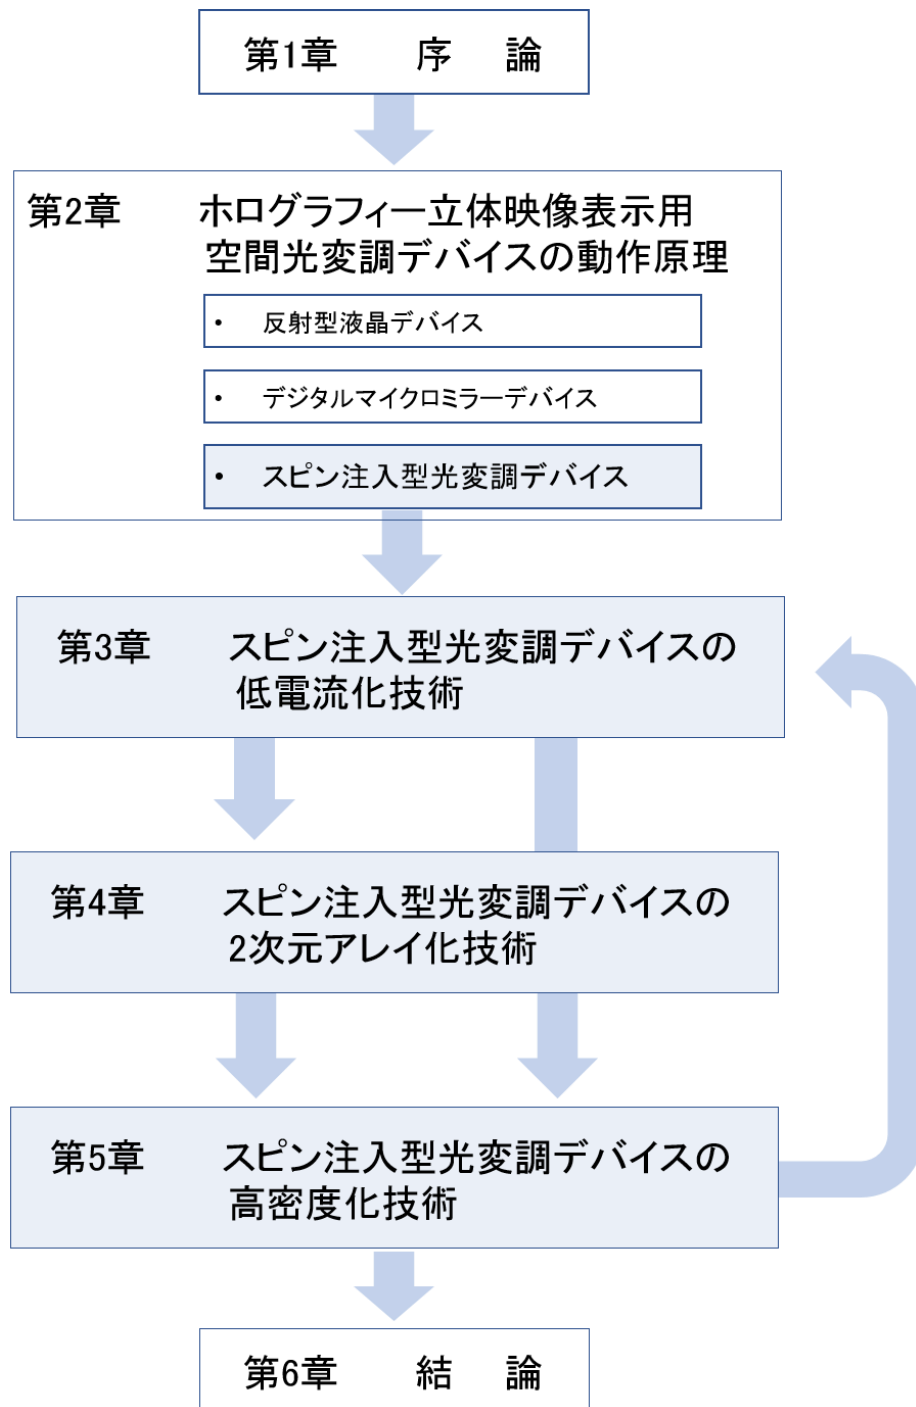 第1章 序 論
第2章 ホログラフィー立体映像表示用
空間光変調デバイスの動作原理
• 反射型液晶デバイス
• デジタルマイクロミラーデバイス
• スピン注入型光変調デバイス
第3章 スピン注入型光変調デバイスの
低電流化技術
第4章 スピン注入型光変調デバイスの
2次元アレイ化技術
第5章 スピン注入型光変調デバイスの
高密度化技術
第6章 結 論